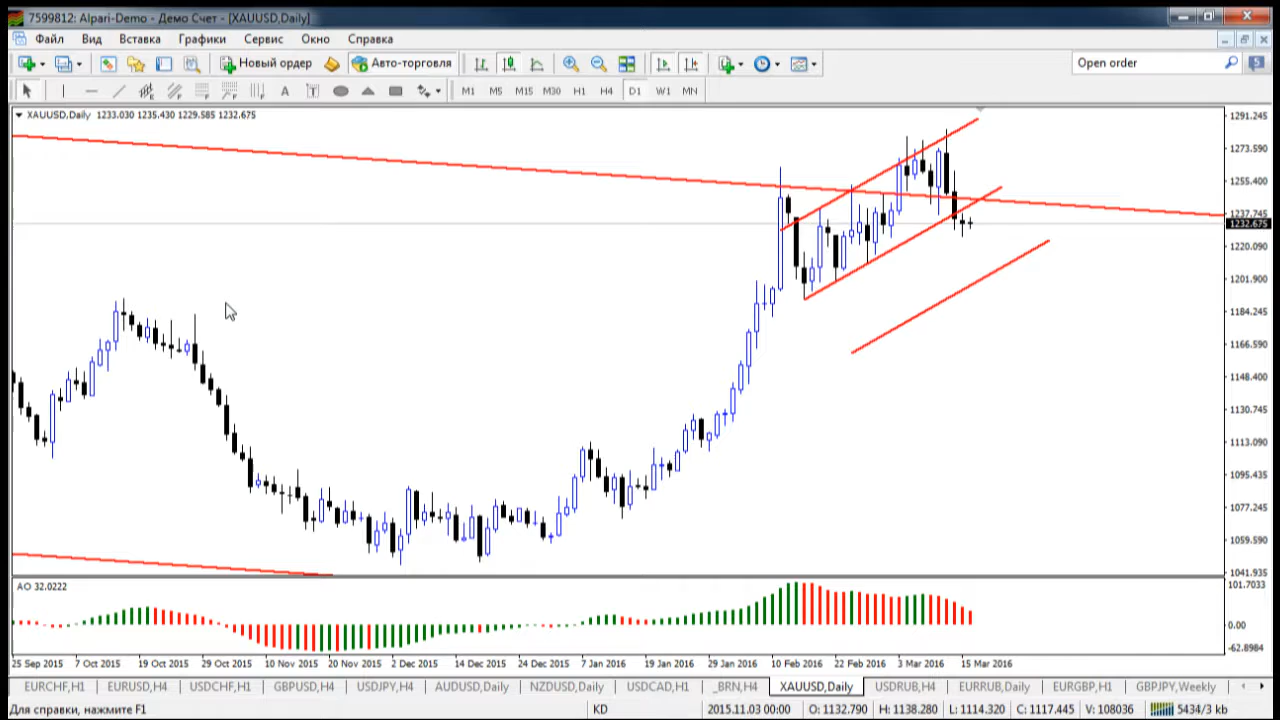 7599812: Alpari-Demo - Демо Счет - [XAUUSD,Daily]
Файл Вид Вставка Графики Сервис Окно Справка
Новый ордер Авто-торговля Open order 5
A T M1 M5 M15 M30 H1 H4 D1 W1 MN
XAUUSD,Daily 1233.030 1235.430 1229.585 1232.675
1291.245
1273.590
1255.400
1237.745
1232.675
1220.090
1201.900
1184.245
1166.590
1148.400
1130.745
1113.090
1095.435
1077.245
1059.590
1041.935
AO 32.0222
101.7033
0.00
-62.8984
25 Sep 2015 7 Oct 2015 19 Oct 2015 29 Oct 2015 10 Nov 2015 20 Nov 2015 2 Dec 2015 14 Dec 2015 24 Dec 2015 7 Jan 2016 19 Jan 2016 29 Jan 2016 10 Feb 2016 22 Feb 2016 3 Mar 2016 15 Mar 2016
EURCHF,H1 EURUSD,H4 USDCHF,H1 GBPUSD,H4 USDJPY,H4 AUDUSD,Daily NZDUSD,Daily USDCAD,H1 _BRN,H4 XAUUSD,Daily USDRUB,H4 EURRUB,Daily EURGBP,H1 GBPJPY,Weekly
Для справки, нажмите F1 KD 2015.11.03 00:00 O: 1132.790 H: 1138.280 L: 1114.320 C: 1117.445 V: 108036 5434/3 kb